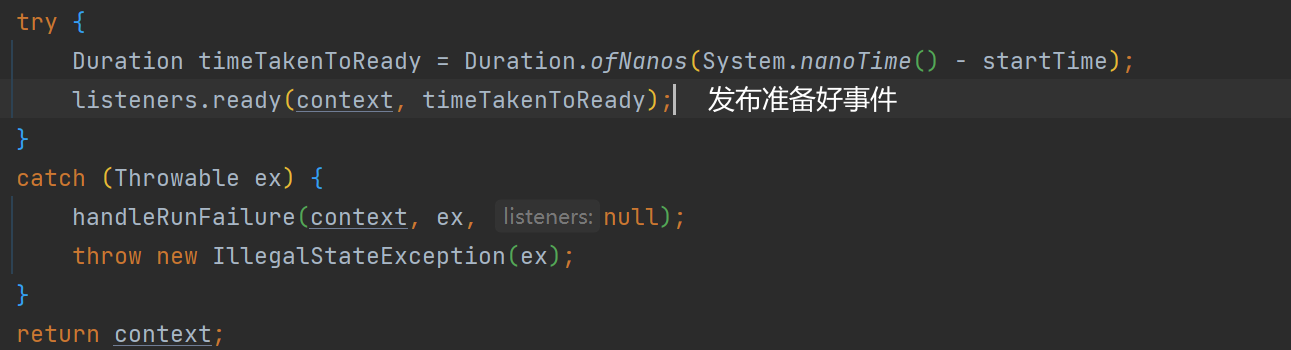 try {
    Duration timeTakenToReady = Duration.ofNanos(System.nanoTime() - startTime);
    listeners.ready(context, timeTakenToReady); 发布准备好事件
}
catch (Throwable ex) {
    handleRunFailure(context, ex, listeners: null);
    throw new IllegalStateException(ex);
}
return context;